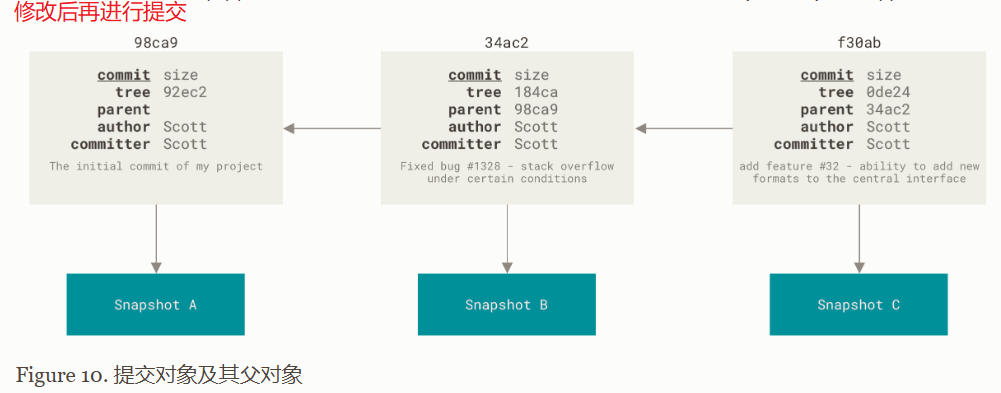 修改后再进行提交
98ca9
commit size
tree 92ec2
parent
author Scott
committer Scott
The initial commit of my project
34ac2
commit size
tree 184ca
parent 98ca9
author Scott
committer Scott
Fixed bug #1328 - stack overflow
under certain conditions
f30ab
commit size
tree 0de24
parent 34ac2
author Scott
committer Scott
add feature #32 - ability to add new
formats to the central interface
Snapshot A
Snapshot B
Snapshot C
Figure 10. 提交对象及其父对象